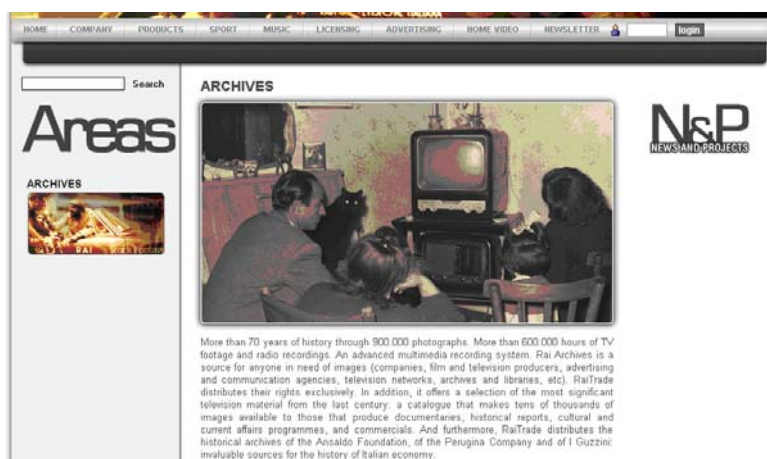 HOME COMPANY PRODUCTS SPORT MUSIC LICENSING ADVERTISING HOME VIDEO NEWSLETTER login
Search
Areas
ARCHIVES
RAI
ARCHIVES
N&P
NEWS AND PROJECTS
More than 70 years of history through 900.000 photographs. More than 600.000 hours of TV
footage and radio recordings. An advanced multimedia recording system. Rai Archives is a
source for anyone in need of images (companies, film and television producers, advertising
and communication agencies, television networks, archives and libraries, etc). RaiTrade
distributes their rights exclusively. In addition, it offers a selection of the most significant
television material from the last century: a catalogue that makes tens of thousands of
images available to those that produce documentaries, historical reports, cultural and
current affairs programmes, and commercials. And furthermore, RaiTrade distributes the
historical archives of the Ansaldo Foundation, of the Perugina Company and of I Guzzini:
invaluable sources for the history of Italian economy.